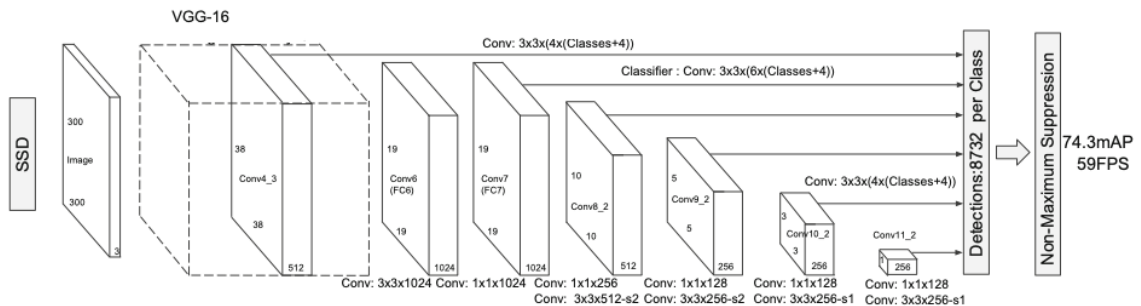 VGG-16
SSD
300
Image
300
3
38
Conv4_3
38
512
19
Conv6
(FC6)
19
1024
19
Conv7
(FC7)
19
1024
10
Conv8_2
10
512
5
Conv9_2
5
256
3
Conv10_2
3
256
Conv11_2
1
256
Conv: 3x3x(4x(Classes+4))
Classifier : Conv: 3x3x(6x(Classes+4))
Conv: 3x3x(4x(Classes+4))
Conv: 3x3x1024
Conv: 1x1x1024
Conv: 1x1x256
Conv: 3x3x512-s2
Conv: 1x1x128
Conv: 3x3x256-s2
Conv: 1x1x128
Conv: 3x3x256-s1
Conv: 1x1x128
Conv: 3x3x256-s1
Detections:8732 per Class
Non-Maximum Suppression
74.3mAP
59FPS